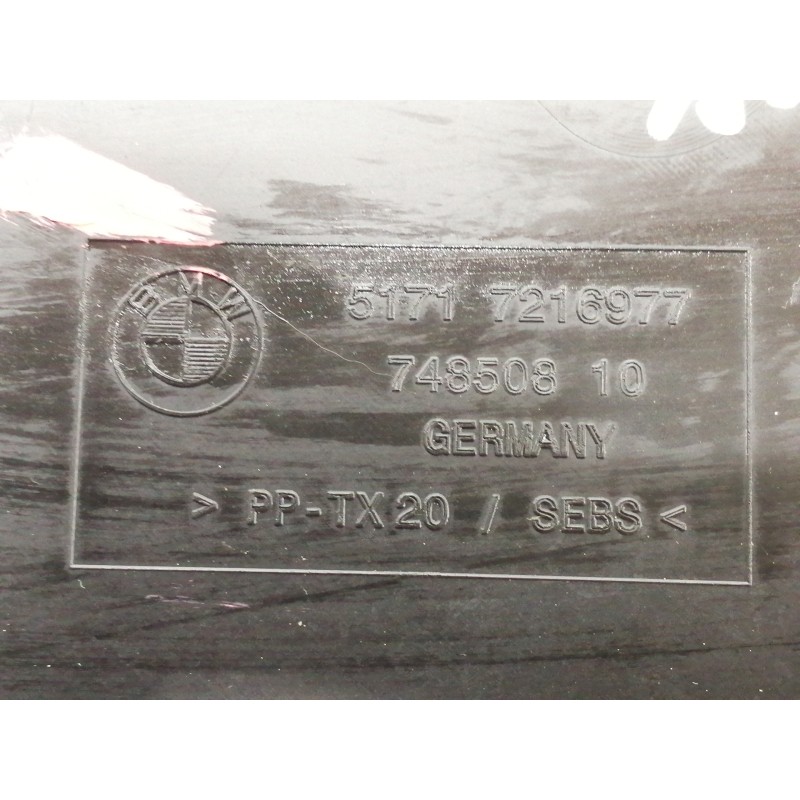 BMW
5171 7216977
748508 10
GERMANY
> PP-TX20 / SEBS <